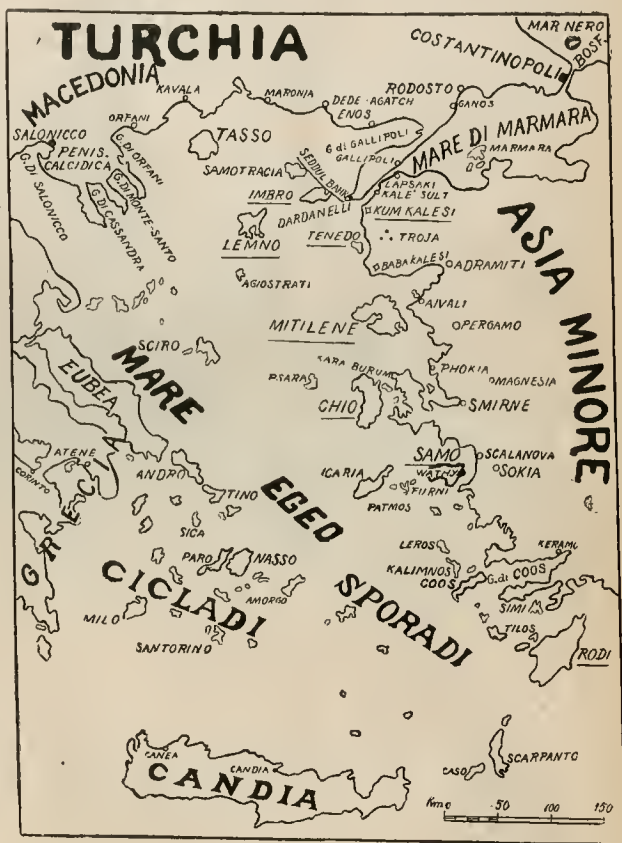 TURCHIA
MAR NERO
BOSF.
COSTANTINOPOLI
MACEDONIA
KAVALA
MARONIA
DEDE-AGATCH
ENOS
RODOSTO
GANOS
ORFANI
SALONICCO
PENIS.
CALCIDICA
G. DI ORFANI
G. DI MONTE-SANTO
G. DI CASSANDRA
G. DI SALONICCO
TASSO
SAMOTRACIA
G. di GALLIPOLI
GALLIPOLI
MARE DI MARMARA
MARMARA
SEDDUL BAHR
LAPSAKI
KALE' SULT
IMBRO
DARDANELLI
KUM KALESI
LEMNO
TENEDO
TROJA
BABA KALESI
ADRAMITI
AGIOSTRATI
ASIA MINORE
AIVALI
MITILENE
PERGAMO
SCIRO
MARE
EGEO
EUBEA
KARA BURUM
PHOKIA
MAGNESIA
PSARA
CHIO
SMIRNE
ATENE
CORINTO
GRECIA
ANDRO
TINO
ICARIA
SAMO
WATHY
SCALANOVA
SOKIA
FURNI
PATMOS
SICA
PARO
NASSO
LEROS
KERAMO
KALIMNOS
COOS
G. di COOS
CICLADI
AMORGO
SPORADI
SIMI
MILO
TILOS
SANTORINO
RODI
CANEA
CANDIA
CANDIA
SCARPANTO
CASO
Kmo 50 100 150